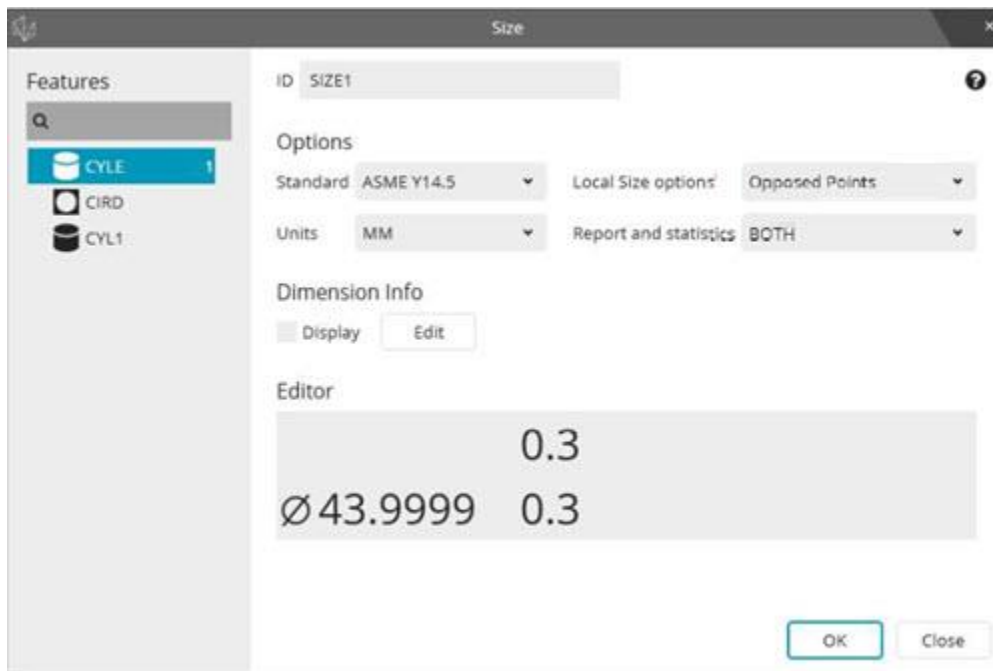 Size
Features
ID SIZE1
CYLE 1
CIRD
CYL1
Options
Standard ASME Y14.5 Local Size options Opposed Points
Units MM Report and statistics BOTH
Dimension Info
Display Edit
Editor
0.3
∅43.9999 0.3
OK Close